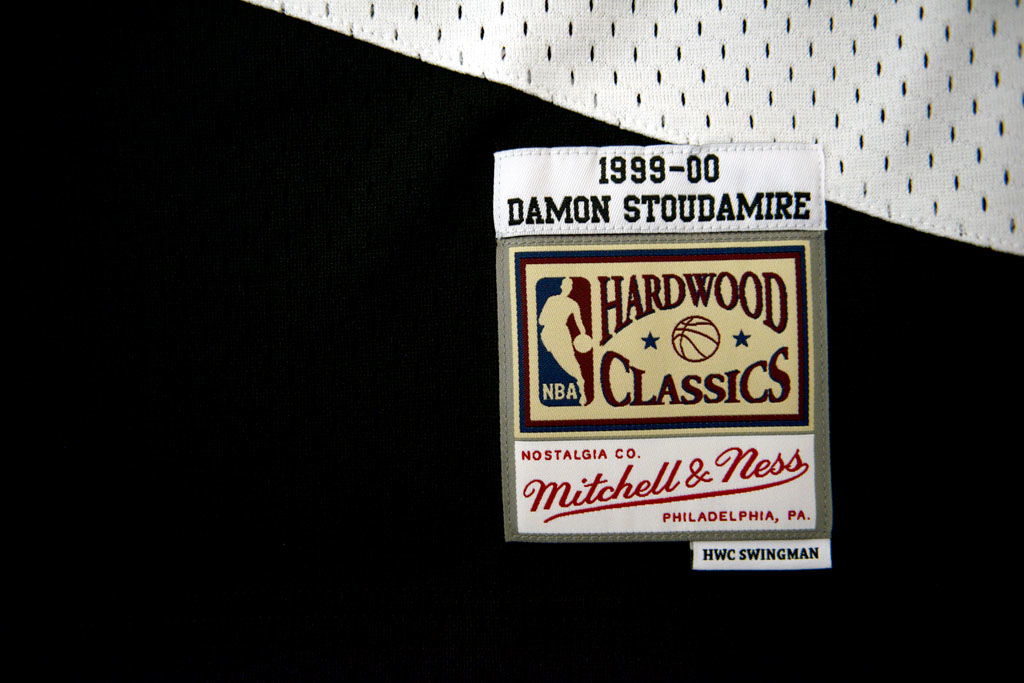 1999-00
DAMON STOUDAMIRE
HARDWOOD
CLASSICS
NBA
NOSTALGIA CO.
Mitchell & Ness
PHILADELPHIA, PA.
HWC SWINGMAN